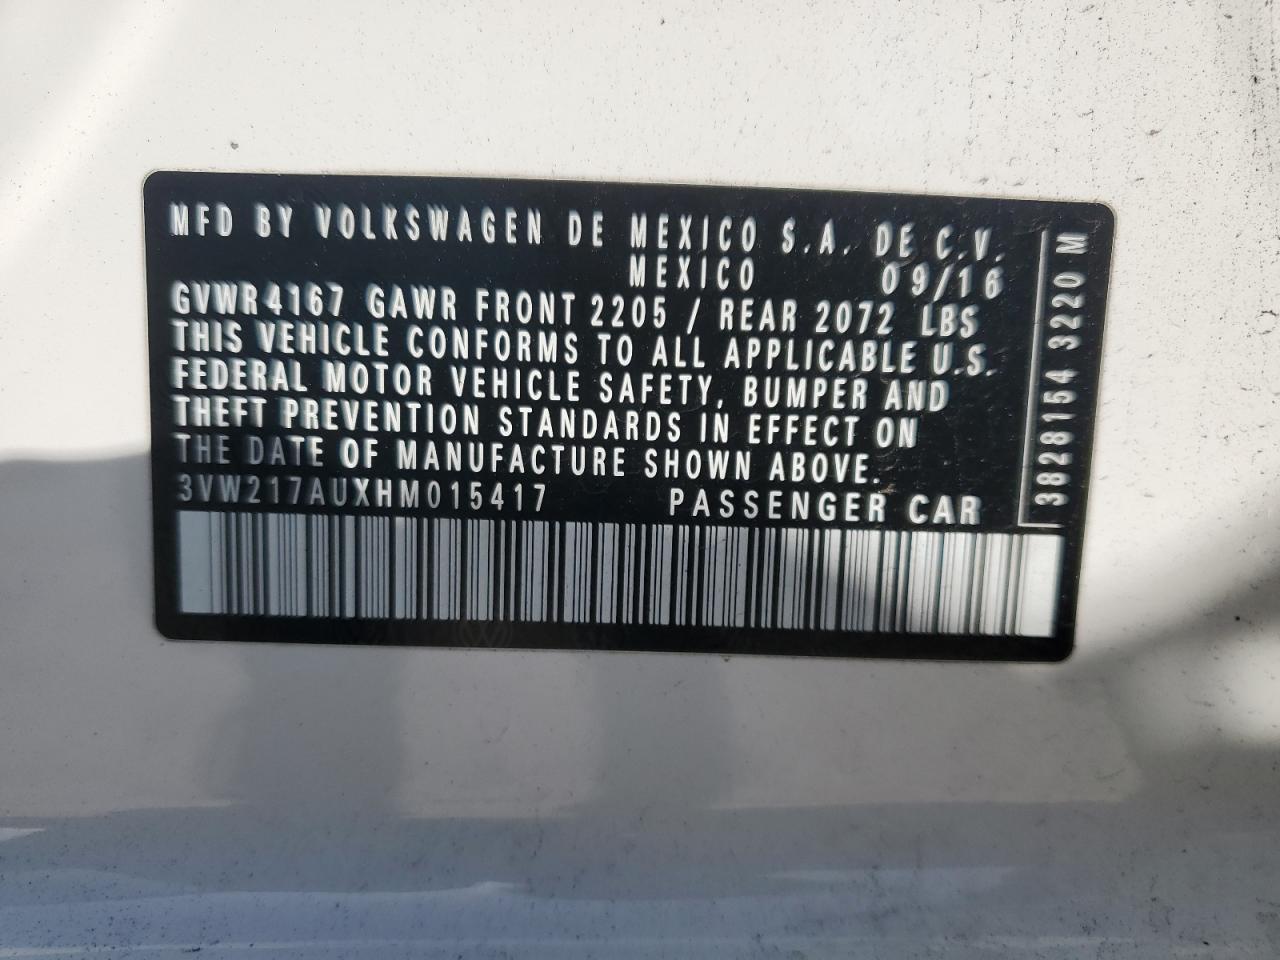 MFD BY VOLKSWAGEN DE MEXICO S.A. DE C.V.
MEXICO 09/16
GVWR 4167 GAWR FRONT 2205 / REAR 2072 LBS
THIS VEHICLE CONFORMS TO ALL APPLICABLE U.S.
FEDERAL MOTOR VEHICLE SAFETY, BUMPER AND
THEFT PREVENTION STANDARDS IN EFFECT ON
THE DATE OF MANUFACTURE SHOWN ABOVE.
3VW217AUXHM015417 PASSENGER CAR
3828154 3220 M